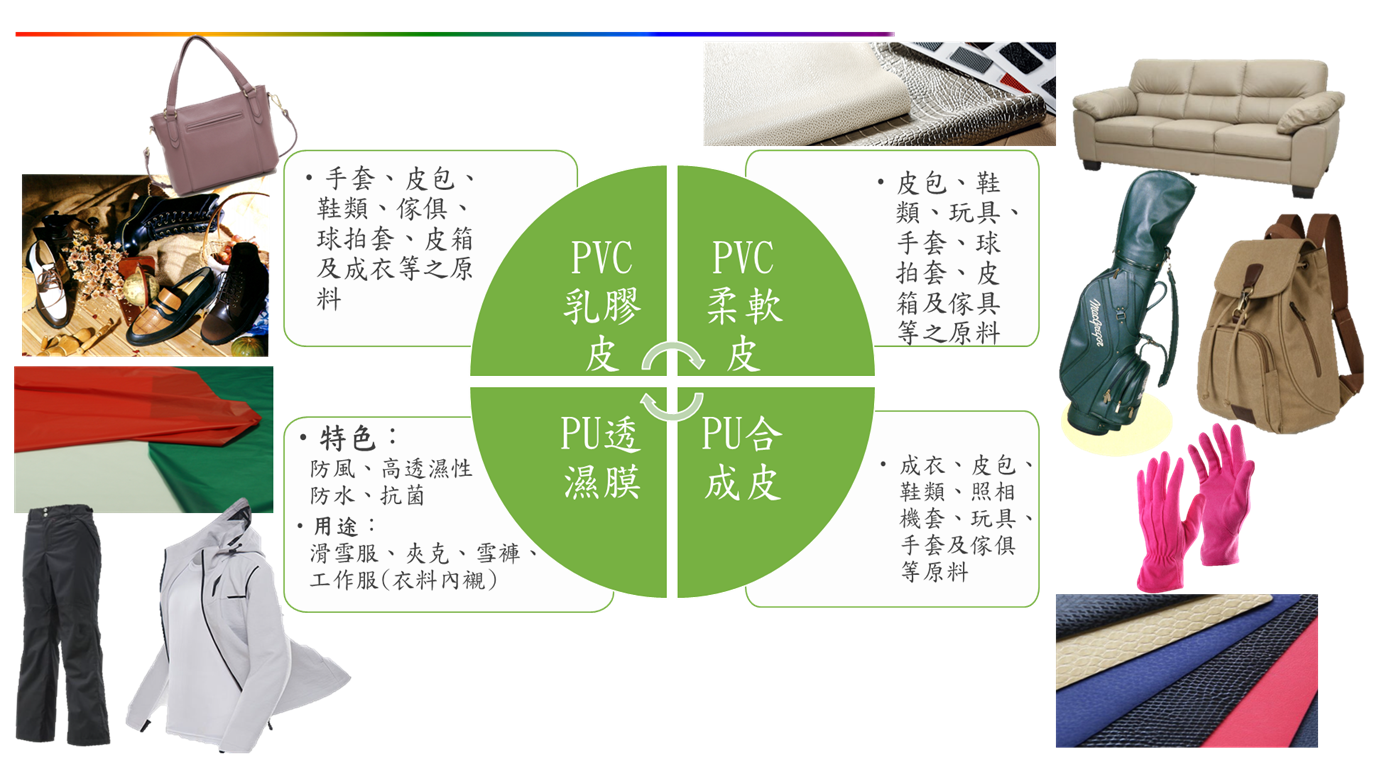 • 手套、皮包、
鞋類、傢俱、
球拍套、皮箱
及成衣等之原
料
PVC
乳膠
皮
PVC
柔軟
皮
• 皮包、鞋
類、玩具、
手套、球
拍套、皮
箱及傢具
等之原料
• 特色：
防風、高透濕性
防水、抗菌
• 用途：
滑雪服、夾克、雪褲、
工作服(衣料內襯)
PU透
濕膜
PU合
成皮
• 成衣、皮包、
鞋類、照相
機套、玩具、
手套及傢俱
等原料
MacGregor